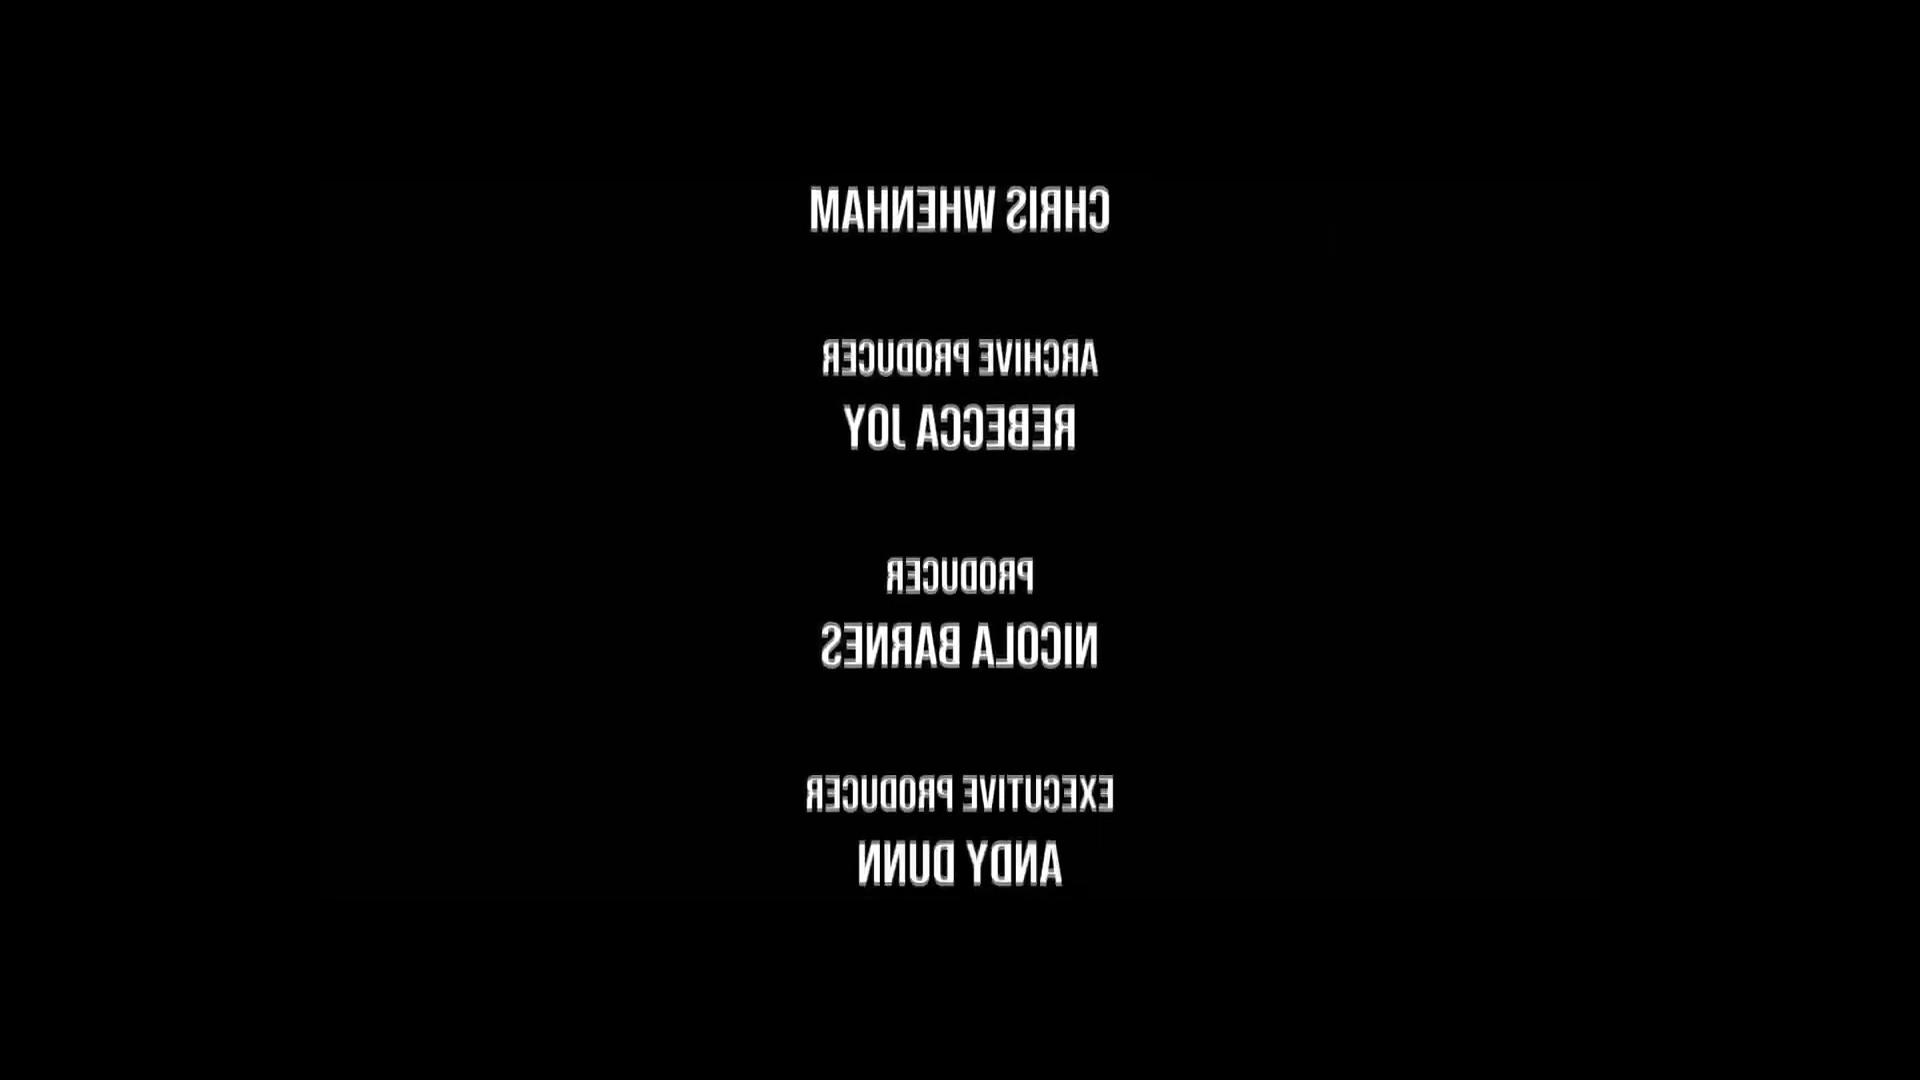 CHRIS WHENHAM
ARCHIVE PRODUCER
REBECCA JOY
PRODUCER
NICOLA BARNES
EXECUTIVE PRODUCER
ANDY DUNN